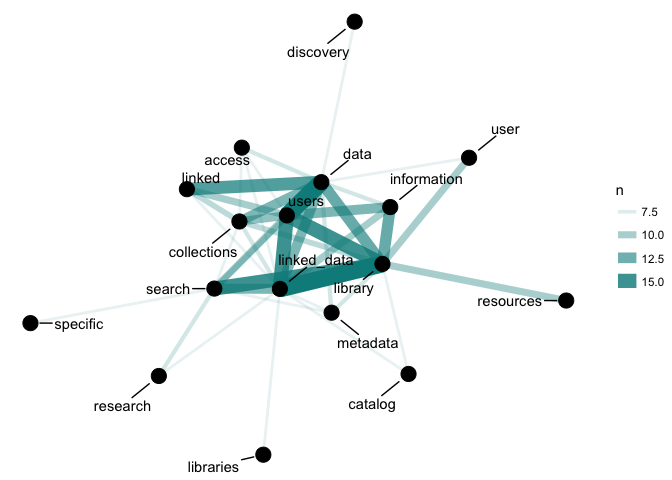 discovery
user
data
access
linked
information
users
collections
linked_data
search
library
resources
specific
metadata
research
catalog
libraries
n
7.5
10.0
12.5
15.0